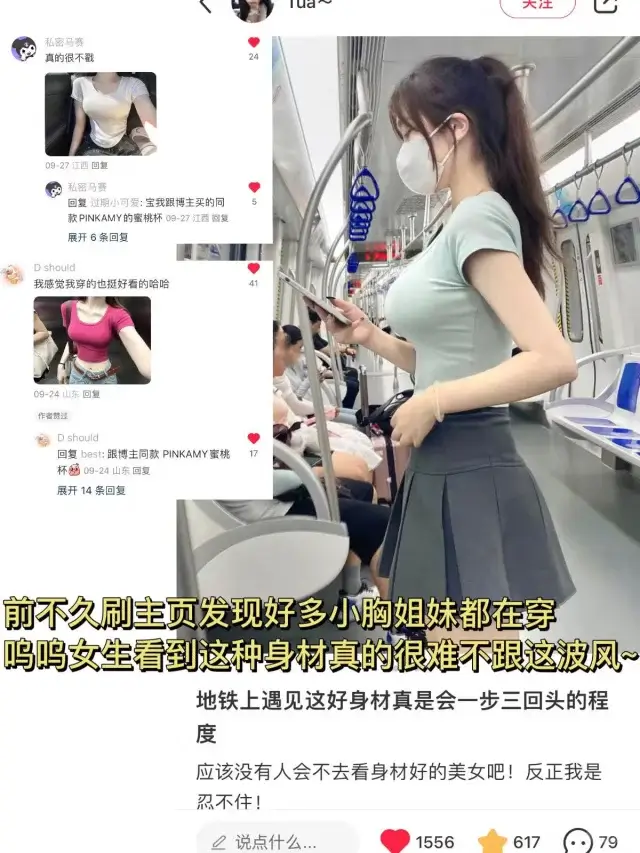 Tua~
关注
私密马赛
真的很不戳
24
09-27 江西 回复
私密马赛
回复 过期小可爱: 宝我跟博主买的同
款PINKAMY的蜜桃杯 09-27 江西 回复
5
展开 6 条回复
D should
我感觉我穿的也挺好看的哈哈
41
09-24 山东 回复
作者赞过
D should
回复 best: 跟博主同款 PINKAMY 蜜桃
杯 09-24 山东 回复
17
展开 14 条回复
前不久刷主页发现好多小胸姐妹都在穿
呜呜女生看到这种身材真的很难不跟这波风~
地铁上遇见这好身材真是会一步三回头的程
度
应该没有人会不去看身材好的美女吧！反正我是
忍不住！
说点什么...
1556
617
79